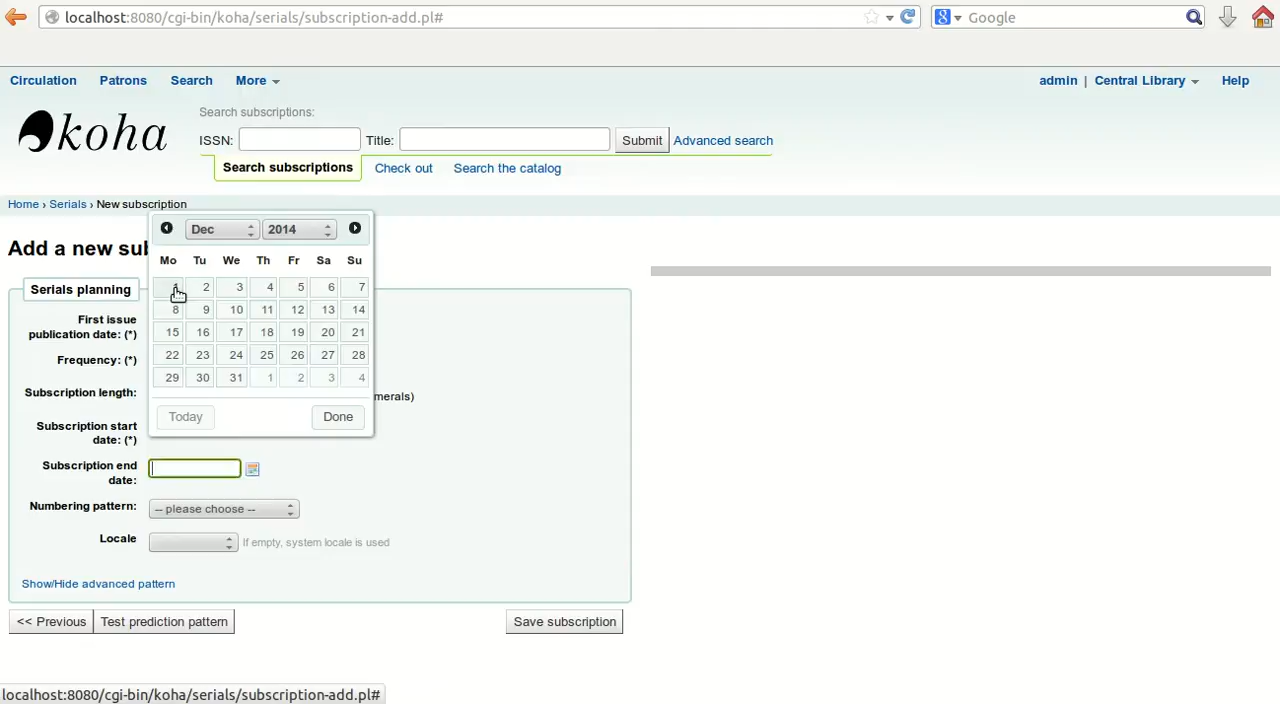 localhost:8080/cgi-bin/koha/serials/subscription-add.pl#
Google
Circulation Patrons Search More
admin | Central Library Help
koha
Search subscriptions:
ISSN: Title: Submit Advanced search
Search subscriptions Check out Search the catalog
Home › Serials › New subscription
Dec 2014
Add a new sub
Mo Tu We Th Fr Sa Su
1 2 3 4 5 6 7
Serials planning
8 9 10 11 12 13 14
15 16 17 18 19 20 21
22 23 24 25 26 27 28
29 30 31 1 2 3 4
Today Done
First issue
publication date: (*)
Frequency: (*)
Subscription length:
merals)
Subscription start
date: (*)
Subscription end
date:
Numbering pattern: -- please choose --
Locale If empty, system locale is used
Show/Hide advanced pattern
<< Previous Test prediction pattern Save subscription
localhost:8080/cgi-bin/koha/serials/subscription-add.pl#